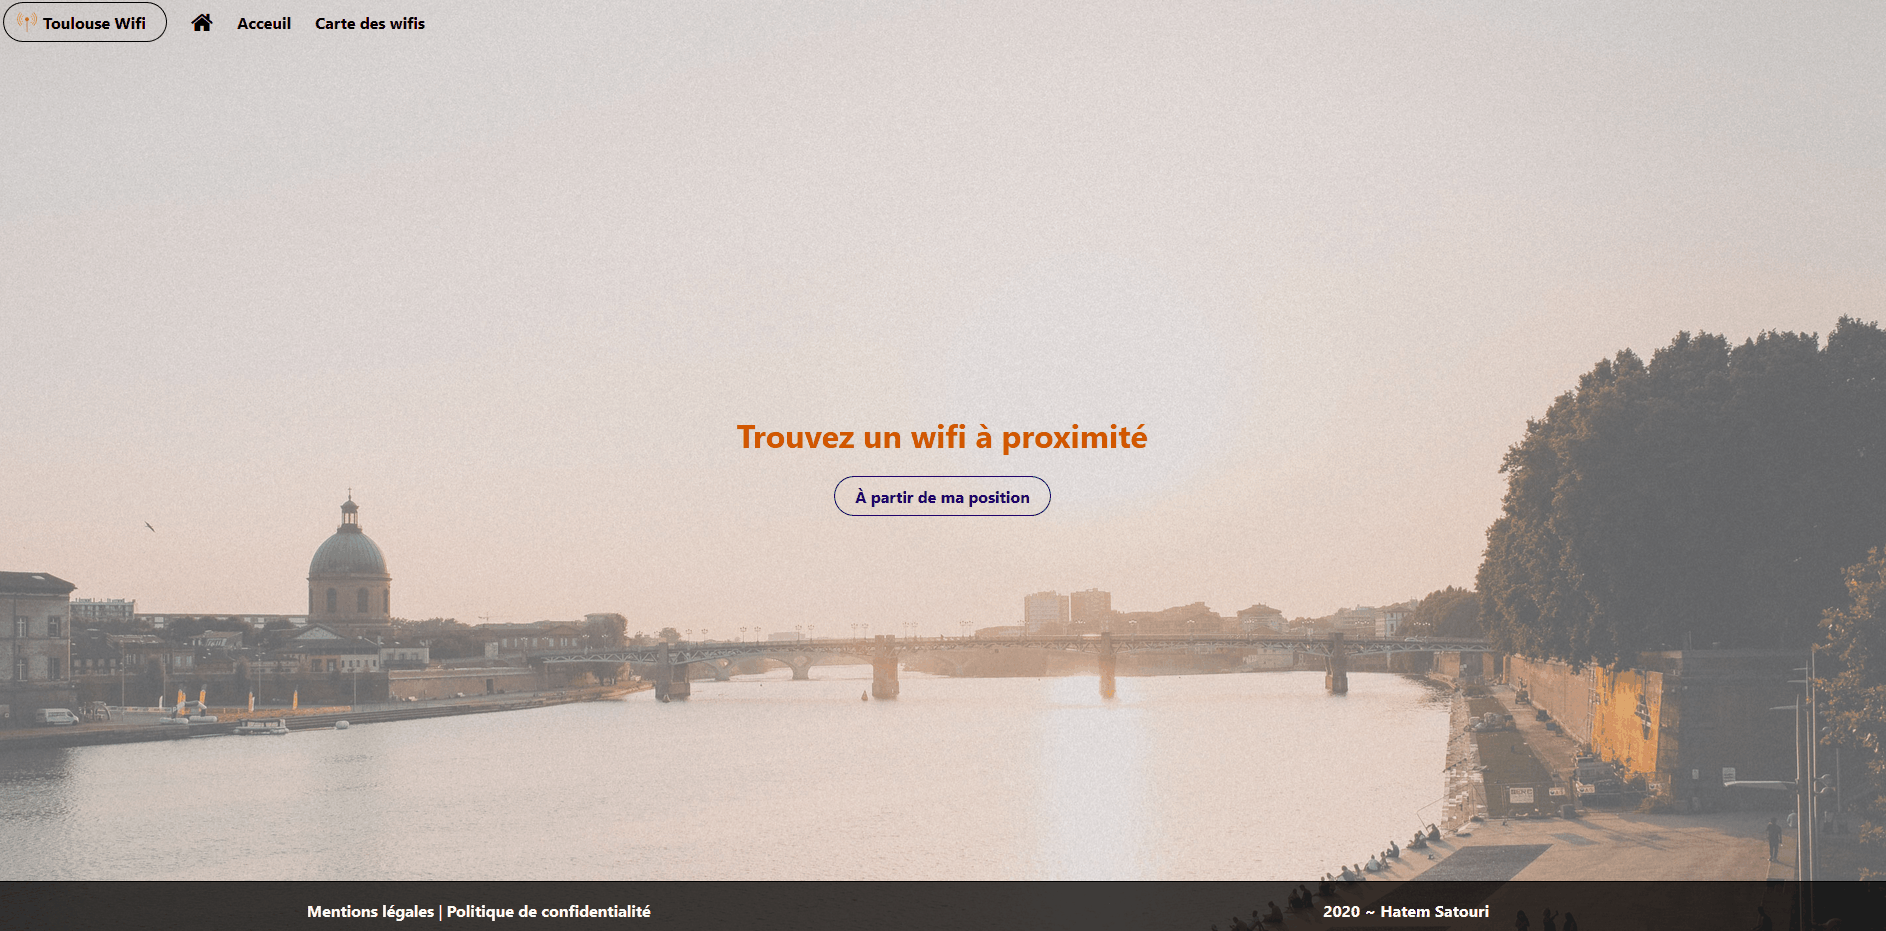 Toulouse Wifi
Acceuil
Carte des wifis
Trouvez un wifi à proximité
À partir de ma position
Mentions légales | Politique de confidentialité
2020 ~ Hatem Satouri